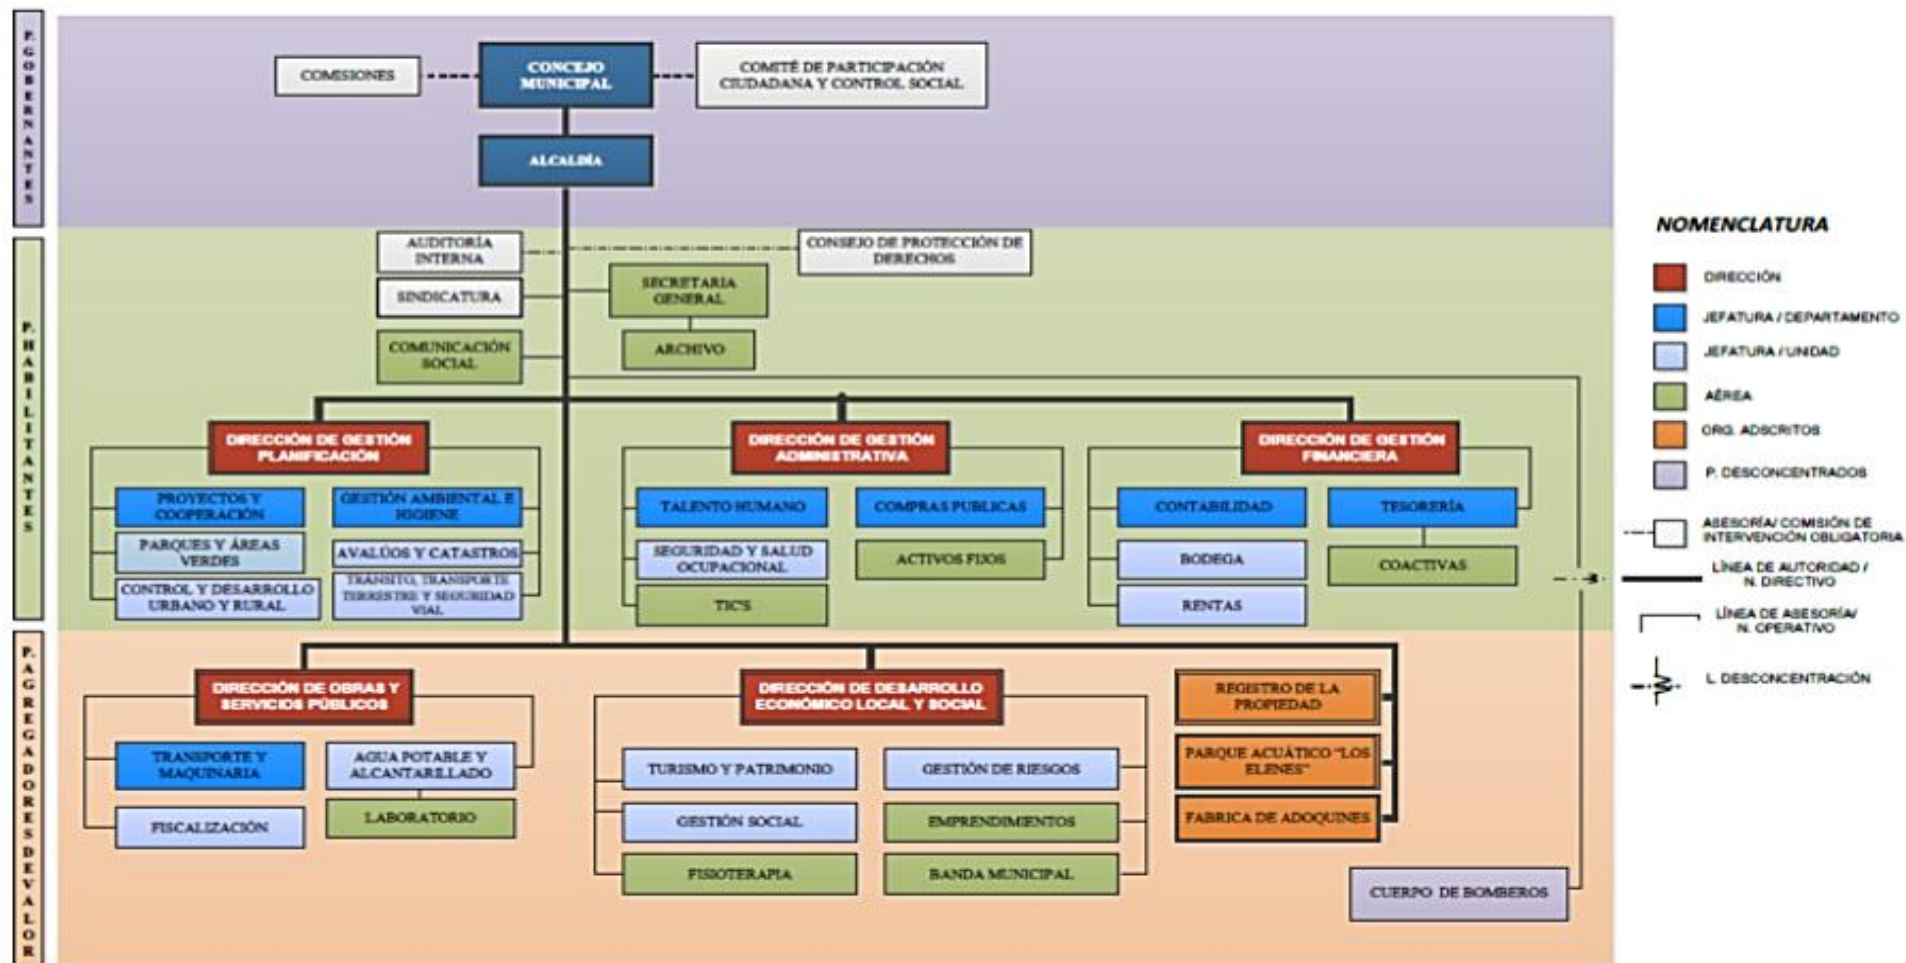 P. GOBERNANTES
COMISIONES
CONCEJO
MUNICIPAL
COMITÉ DE PARTICIPACIÓN
CIUDADANA Y CONTROL SOCIAL
ALCALDÍA
P. HABILITANTES
AUDITORÍA
INTERNA
CONSEJO DE PROTECCIÓN DE
DERECHOS
SINDICATURA
SECRETARIA
GENERAL
COMUNICACIÓN
SOCIAL
ARCHIVO
DIRECCIÓN DE GESTIÓN
PLANIFICACIÓN
PROYECTOS Y
COOPERACIÓN
GESTIÓN AMBIENTAL E
HIGIENE
PARQUES Y ÁREAS
VERDES
AVALÚOS Y CATASTROS
CONTROL Y DESARROLLO
URBANO Y RURAL
TRÁNSITO, TRANSPORTE
TERRESTRE Y SEGURIDAD
VIAL
DIRECCIÓN DE GESTIÓN
ADMINISTRATIVA
TALENTO HUMANO
COMPRAS PUBLICAS
SEGURIDAD Y SALUD
OCUPACIONAL
ACTIVOS FIJOS
TIC'S
DIRECCIÓN DE GESTIÓN
FINANCIERA
CONTABILIDAD
TESORERÍA
BODEGA
COACTIVAS
RENTAS
P. AGREGADORES DE VALOR
DIRECCIÓN DE OBRAS Y
SERVICIOS PÚBLICOS
TRANSPORTE Y
MAQUINARIA
AGUA POTABLE Y
ALCANTARILLADO
FISCALIZACIÓN
LABORATORIO
DIRECCIÓN DE DESARROLLO
ECONÓMICO LOCAL Y SOCIAL
TURISMO Y PATRIMONIO
GESTIÓN DE RIESGOS
GESTIÓN SOCIAL
EMPRENDIMIENTOS
FISIOTERAPIA
BANDA MUNICIPAL
REGISTRO DE LA
PROPIEDAD
PARQUE ACUÁTICO "LOS
ELENES"
FABRICA DE ADOQUINES
CUERPO DE BOMBEROS
NOMENCLATURA
DIRECCIÓN
JEFATURA / DEPARTAMENTO
JEFATURA / UNIDAD
AÉREA
ORG. ADSCRITOS
P. DESCONCENTRADOS
ASESORÍA/ COMISIÓN DE
INTERVENCIÓN OBLIGATORIA
LÍNEA DE AUTORIDAD /
N. DIRECTIVO
LÍNEA DE ASESORÍA/
N. OPERATIVO
L. DESCONCENTRACIÓN